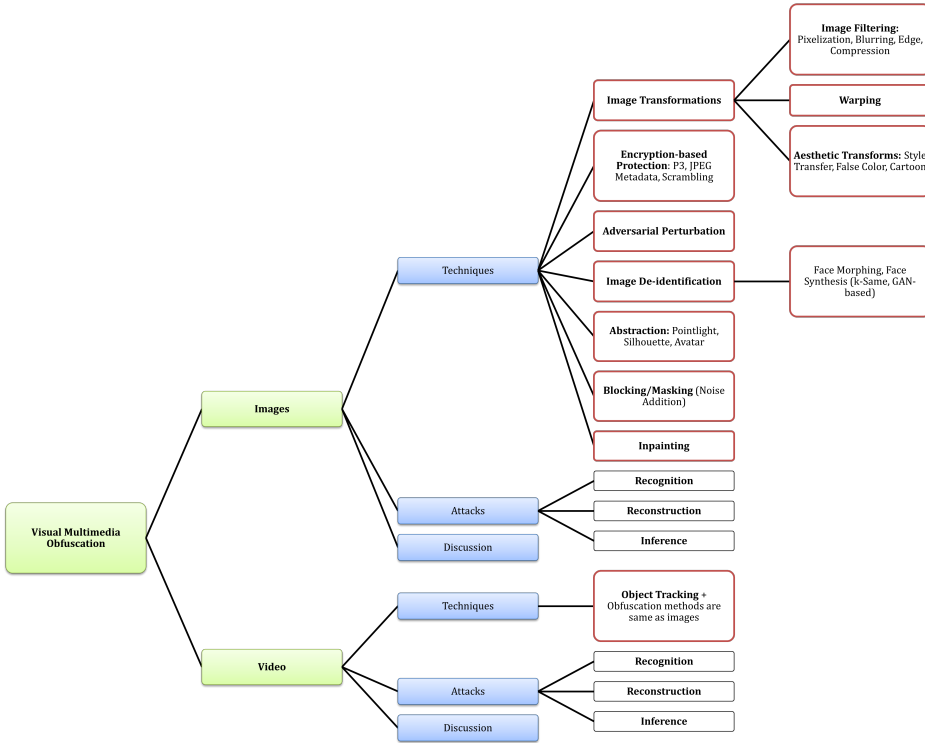 Visual Multimedia
Obfuscation
Images
Techniques
Image Transformations
Image Filtering:
Pixelization, Blurring, Edge,
Compression
Warping
Aesthetic Transforms: Style
Transfer, False Color, Cartoon
Encryption-based
Protection: P3, JPEG
Metadata, Scrambling
Adversarial Perturbation
Image De-identification
Face Morphing, Face
Synthesis (k-Same, GAN-
based)
Abstraction: Pointlight,
Silhouette, Avatar
Blocking/Masking (Noise
Addition)
Inpainting
Attacks
Recognition
Reconstruction
Inference
Discussion
Video
Techniques
Object Tracking +
Obfuscation methods are
same as images
Attacks
Recognition
Reconstruction
Inference
Discussion